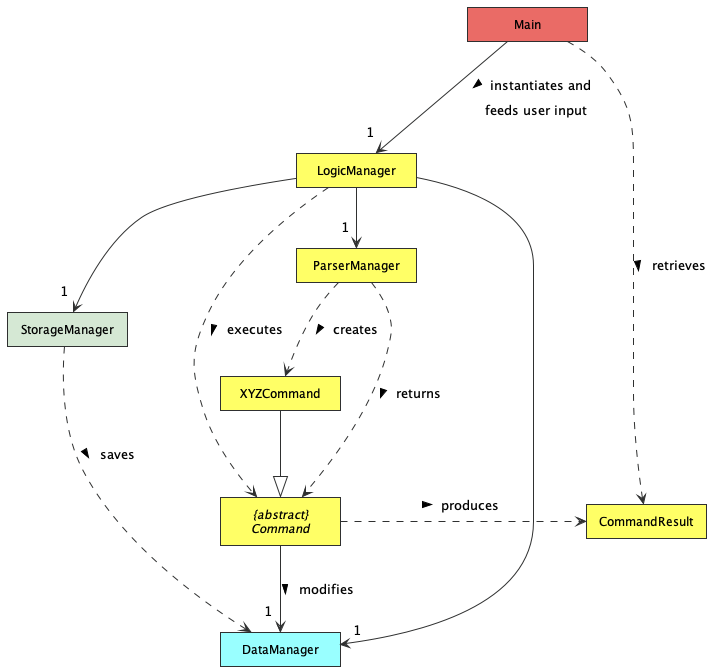 Main
instantiates and
feeds user input
1
LogicManager
1
ParserManager
retrieves
1
StorageManager
executes
creates
XYZCommand
returns
saves
{abstract}
Command
produces
CommandResult
modifies
1
1
DataManager